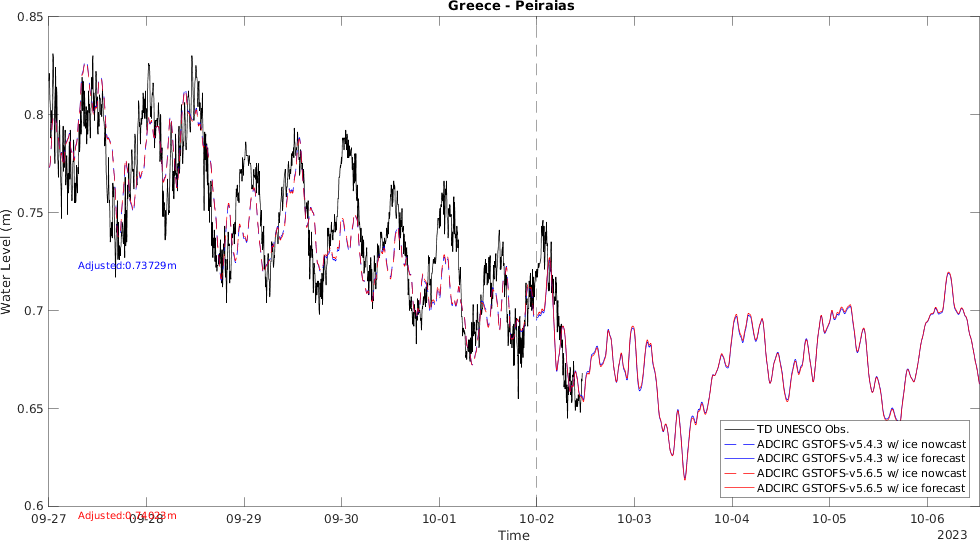 Greece - Peiraias
0.85
0.8
0.75
0.7
0.65
0.6
Water Level (m)
Adjusted:0.73729m
TD UNESCO Obs.
ADCIRC GSTOFS-v5.4.3 w/ ice nowcast
ADCIRC GSTOFS-v5.4.3 w/ ice forecast
ADCIRC GSTOFS-v5.6.5 w/ ice nowcast
ADCIRC GSTOFS-v5.6.5 w/ ice forecast
09-27 09-28 09-29 09-30 10-01 10-02 10-03 10-04 10-05 10-06
Time
2023